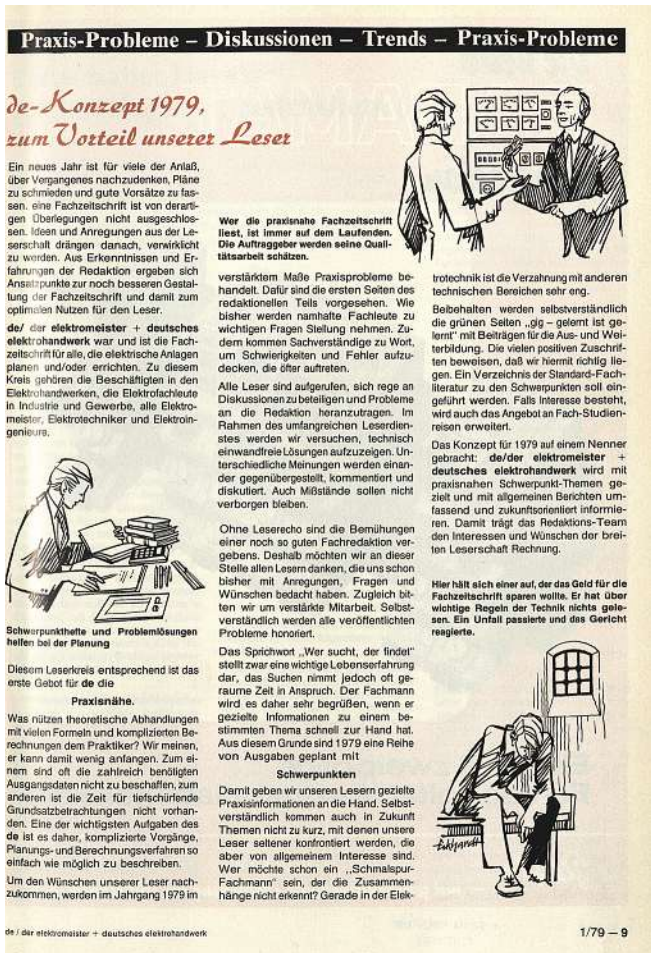 Praxis-Probleme – Diskussionen – Trends – Praxis-Probleme
de-Konzept 1979,
zum Vorteil unserer Leser
Ein neues Jahr ist für viele der Anlaß,
über Vergangenes nachzudenken, Pläne
zu schmieden und gute Vorsätze zu fas-
sen. eine Fachzeitschrift ist von derarti-
gen Überlegungen nicht ausgeschlos-
sen. Ideen und Anregungen aus der Le-
serschaft drängen danach, verwirklicht
zu werden. Aus Erkenntnissen und Er-
fahrungen der Redaktion ergeben sich
Ansatzpunkte zur noch besseren Gestal-
tung der Fachzeitschrift und damit zum
optimalen Nutzen für den Leser.
de/ der elektromeister + deutsches
elektrohandwerk war und ist die Fach-
zeitschrift für alle, die elektrische Anlagen
planen und/oder errichten. Zu diesem
Kreis gehören die Beschäftigten in den
Elektrohandwerken, die Elektrofachleute
in Industrie und Gewerbe, alle Elektro-
meister, Elektrotechniker und Elektroin-
genieure.
Schwerpunkthefte und Problemlösungen
helfen bei der Planung
Diesem Leserkreis entsprechend ist das
erste Gebot für de die
Praxisnähe.
Was nützen theoretische Abhandlungen
mit vielen Formeln und komplizierten Be-
rechnungen dem Praktiker? Wir meinen,
er kann damit wenig anfangen. Zum ei-
nem sind oft die zahlreich benötigten
Ausgangsdaten nicht zu beschaffen, zum
anderen ist die Zeit für tiefschürfende
Grundsatzbetrachtungen nicht vorhan-
den. Eine der wichtigsten Aufgaben des
de ist es daher, komplizierte Vorgänge,
Planungs- und Berechnungsverfahren so
einfach wie möglich zu beschreiben.
Um den Wünschen unserer Leser nach-
zukommen, werden im Jahrgang 1979 im
Wer die praxisnahe Fachzeitschrift
liest, ist immer auf dem Laufenden.
Die Auftraggeber werden seine Quali-
tätsarbeit schätzen.
verstärktem Maße Praxisprobleme be-
handelt. Dafür sind die ersten Seiten des
redaktionellen Teils vorgesehen. Wie
bisher werden namhafte Fachleute zu
wichtigen Fragen Stellung nehmen. Zu-
dem kommen Sachverständige zu Wort,
um Schwierigkeiten und Fehler aufzu-
decken, die öfter auftreten.
Alle Leser sind aufgerufen, sich rege an
Diskussionen zu beteiligen und Probleme
an die Redaktion heranzutragen. Im
Rahmen des umfangreichen Leserdien-
stes werden wir versuchen, technisch
einwandfreie Lösungen aufzuzeigen. Un-
terschiedliche Meinungen werden einan-
der gegenübergestellt, kommentiert und
diskutiert. Auch Mißstände sollen nicht
verborgen bleiben.
Ohne Leserecho sind die Bemühungen
einer noch so guten Fachredaktion ver-
gebens. Deshalb möchten wir an dieser
Stelle allen Lesern danken, die uns schon
bisher mit Anregungen, Fragen und
Wünschen bedacht haben. Zugleich bit-
ten wir um verstärkte Mitarbeit. Selbst-
verständlich werden alle veröffentlichten
Probleme honoriert.
Das Sprichwort „Wer sucht, der findet"
stellt zwar eine wichtige Lebenserfahrung
dar, das Suchen nimmt jedoch oft ge-
raume Zeit in Anspruch. Der Fachmann
wird es daher sehr begrüßen, wenn er
gezielte Informationen zu einem be-
stimmten Thema schnell zur Hand hat.
Aus diesem Grunde sind 1979 eine Reihe
von Ausgaben geplant mit
Schwerpunkten
Damit geben wir unseren Lesern gezielte
Praxisinformationen an die Hand. Selbst-
verständlich kommen auch in Zukunft
Themen nicht zu kurz, mit denen unsere
Leser seltener konfrontiert werden, die
aber von allgemeinem Interesse sind.
Wer möchte schon ein „Schmalspur-
Fachmann" sein, der die Zusammen-
hänge nicht erkennt? Gerade in der Elek-
trotechnik ist die Verzahnung mit anderen
technischen Bereichen sehr eng.
Beibehalten werden selbstverständlich
die grünen Seiten „gig – gelernt ist ge-
lernt" mit Beiträgen für die Aus- und Wei-
terbildung. Die vielen positiven Zuschrif-
ten beweisen, daß wir hiermit richtig lie-
gen. Ein Verzeichnis der Standard-Fach-
literatur zu den Schwerpunkten soll ein-
geführt werden. Falls Interesse besteht,
wird auch das Angebot an Fach-Studien-
reisen erweitert.
Das Konzept für 1979 auf einem Nenner
gebracht: de/der elektromeister +
deutsches elektrohandwerk wird mit
praxisnahen Schwerpunkt-Themen ge-
zielt und mit allgemeinen Berichten um-
fassend und zukunftsorientiert informie-
ren. Damit trägt das Redaktions-Team
den Interessen und Wünschen der brei-
ten Leserschaft Rechnung.
Hier hält sich einer auf, der das Geld für die
Fachzeitschrift sparen wollte. Er hat über
wichtige Regeln der Technik nichts gele-
sen. Ein Unfall passierte und das Gericht
reagierte.
de / der elektromeister + deutsches elektrohandwerk
1/79 – 9